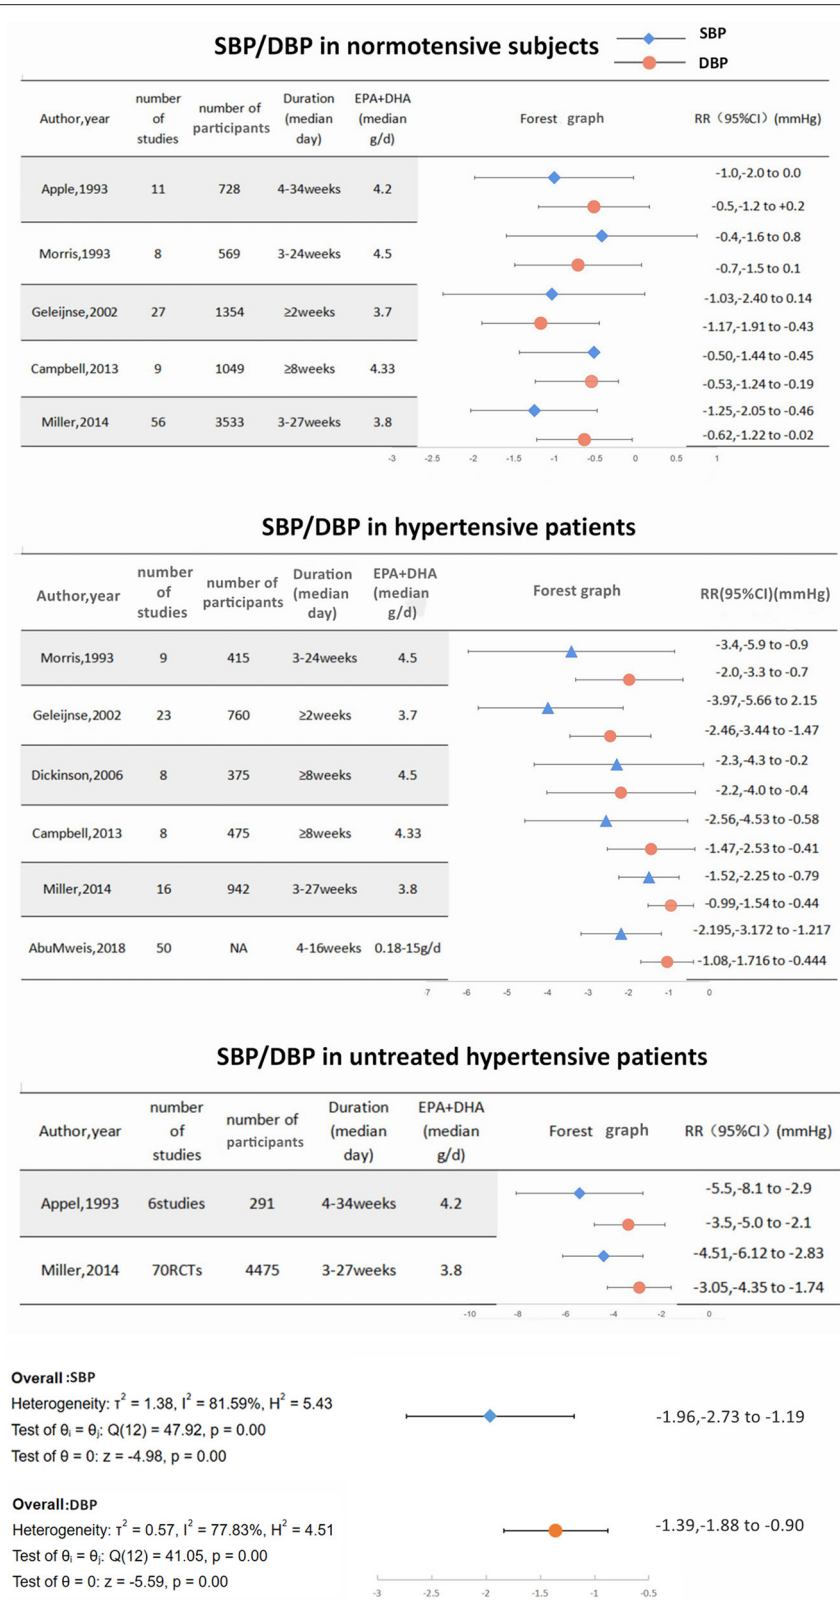 SBP/DBP in normotensive subjects
SBP
DBP
Author,year number of studies number of participants Duration (median day) EPA+DHA (median g/d) Forest graph RR（95%CI）(mmHg)
Apple,1993 11 728 4-34weeks 4.2 -1.0,-2.0 to 0.0
-0.5,-1.2 to +0.2
Morris,1993 8 569 3-24weeks 4.5 -0.4,-1.6 to 0.8
-0.7,-1.5 to 0.1
Geleijnse,2002 27 1354 ≥2weeks 3.7 -1.03,-2.40 to 0.14
-1.17,-1.91 to -0.43
Campbell,2013 9 1049 ≥8weeks 4.33 -0.50,-1.44 to -0.45
-0.53,-1.24 to -0.19
Miller,2014 56 3533 3-27weeks 3.8 -1.25,-2.05 to -0.46
-0.62,-1.22 to -0.02
-3 -2.5 -2 -1.5 -1 -0.5 0 0.5 1
SBP/DBP in hypertensive patients
Author,year number of studies number of participants Duration (median day) EPA+DHA (median g/d) Forest graph RR(95%CI)(mmHg)
Morris,1993 9 415 3-24weeks 4.5 -3.4,-5.9 to -0.9
-2.0,-3.3 to -0.7
Geleijnse,2002 23 760 ≥2weeks 3.7 -3.97,-5.66 to 2.15
-2.46,-3.44 to -1.47
Dickinson,2006 8 375 ≥8weeks 4.5 -2.3,-4.3 to -0.2
-2.2,-4.0 to -0.4
Campbell,2013 8 475 ≥8weeks 4.33 -2.56,-4.53 to -0.58
-1.47,-2.53 to -0.41
Miller,2014 16 942 3-27weeks 3.8 -1.52,-2.25 to -0.79
-0.99,-1.54 to -0.44
AbuMweis,2018 50 NA 4-16weeks 0.18-15g/d -2.195,-3.172 to -1.217
-1.08,-1.716 to -0.444
7 -6 -5 -4 -3 -2 -1 0
SBP/DBP in untreated hypertensive patients
Author,year number of studies number of participants Duration (median day) EPA+DHA (median g/d) Forest graph RR（95%CI）(mmHg)
Appel,1993 6studies 291 4-34weeks 4.2 -5.5,-8.1 to -2.9
-3.5,-5.0 to -2.1
Miller,2014 70RCTs 4475 3-27weeks 3.8 -4.51,-6.12 to -2.83
-3.05,-4.35 to -1.74
-10 -8 -6 -4 -2 0
Overall :SBP
Heterogeneity: τ² = 1.38, I² = 81.59%, H² = 5.43 -1.96,-2.73 to -1.19
Test of θᵢ = θⱼ: Q(12) = 47.92, p = 0.00
Test of θ = 0: z = -4.98, p = 0.00
Overall:DBP
Heterogeneity: τ² = 0.57, I² = 77.83%, H² = 4.51 -1.39,-1.88 to -0.90
Test of θᵢ = θⱼ: Q(12) = 41.05, p = 0.00
Test of θ = 0: z = -5.59, p = 0.00
-3 -2.5 -2 -1.5 -1 -0.5